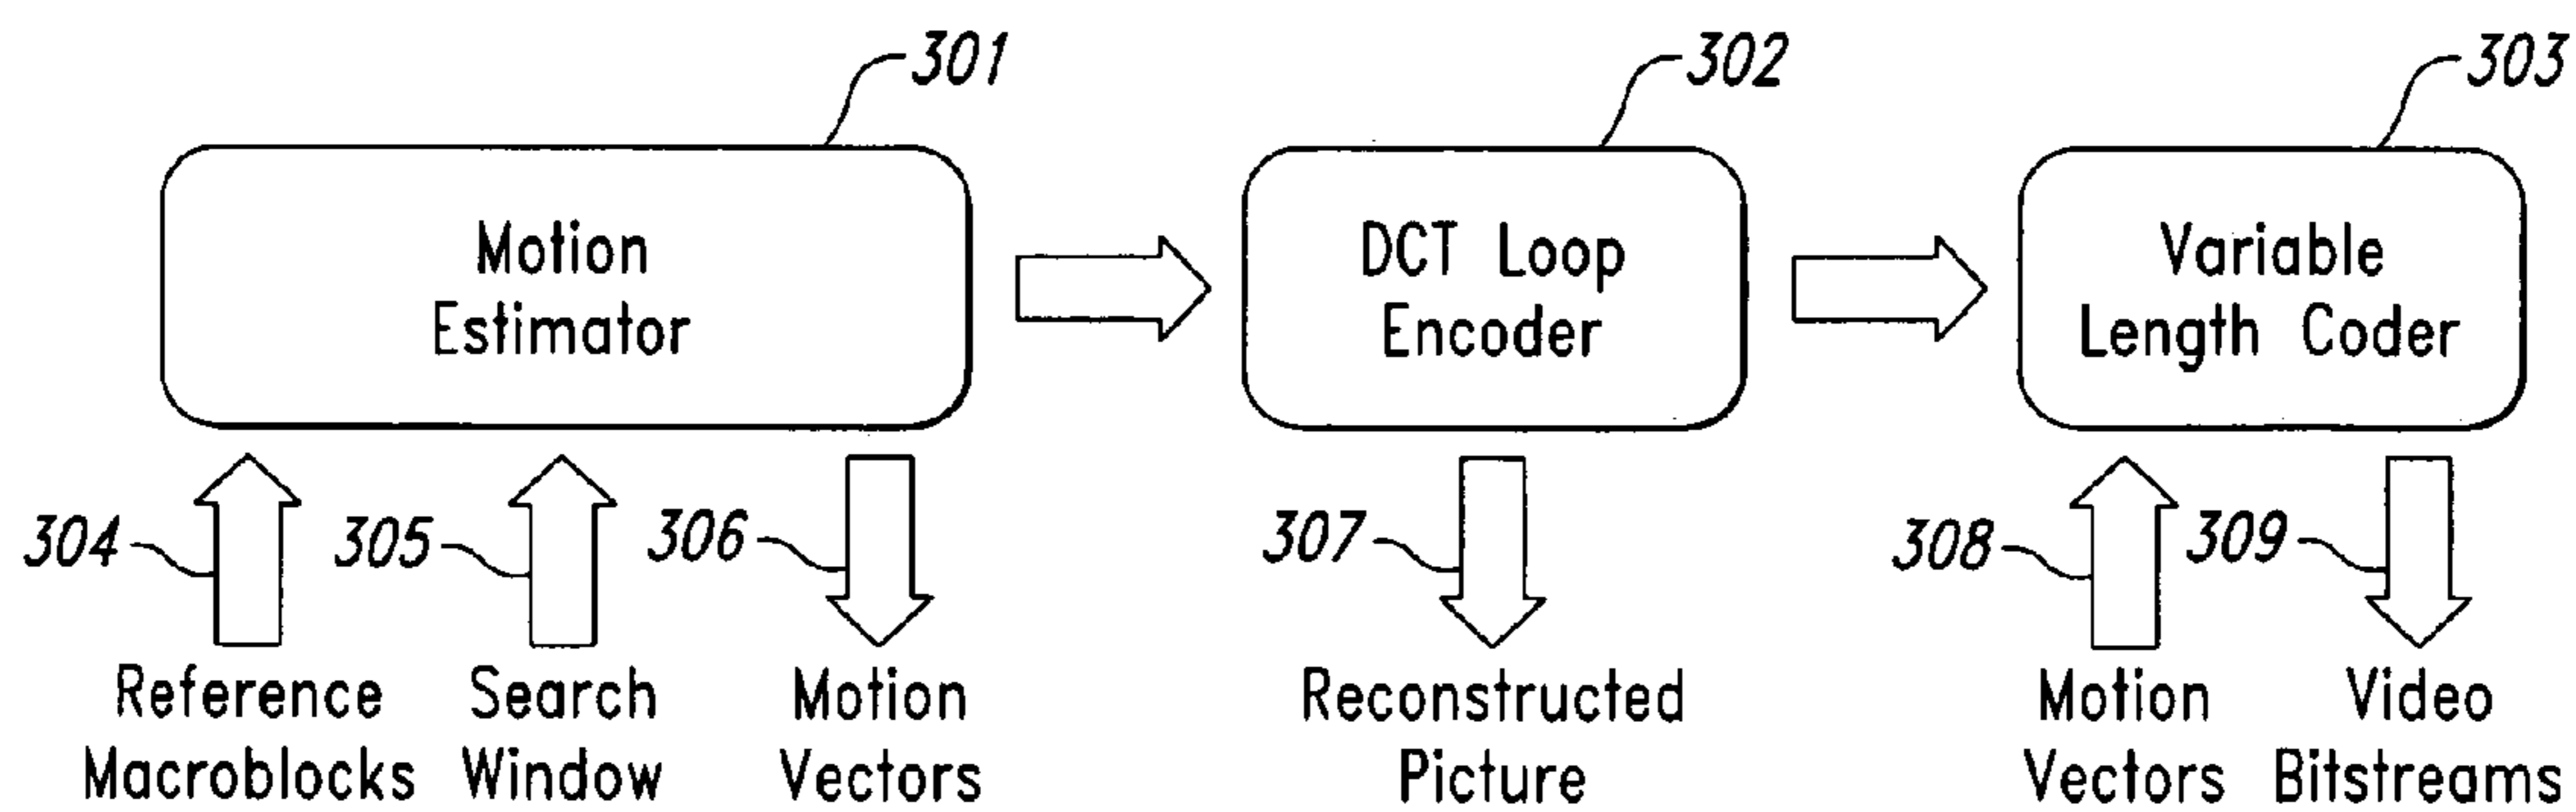 301
302
303
Motion
Estimator
DCT Loop
Encoder
Variable
Length Coder
304
305
306
307
308
309
Reference
Macroblocks
Search
Window
Motion
Vectors
Reconstructed
Picture
Motion
Vectors
Video
Bitstreams